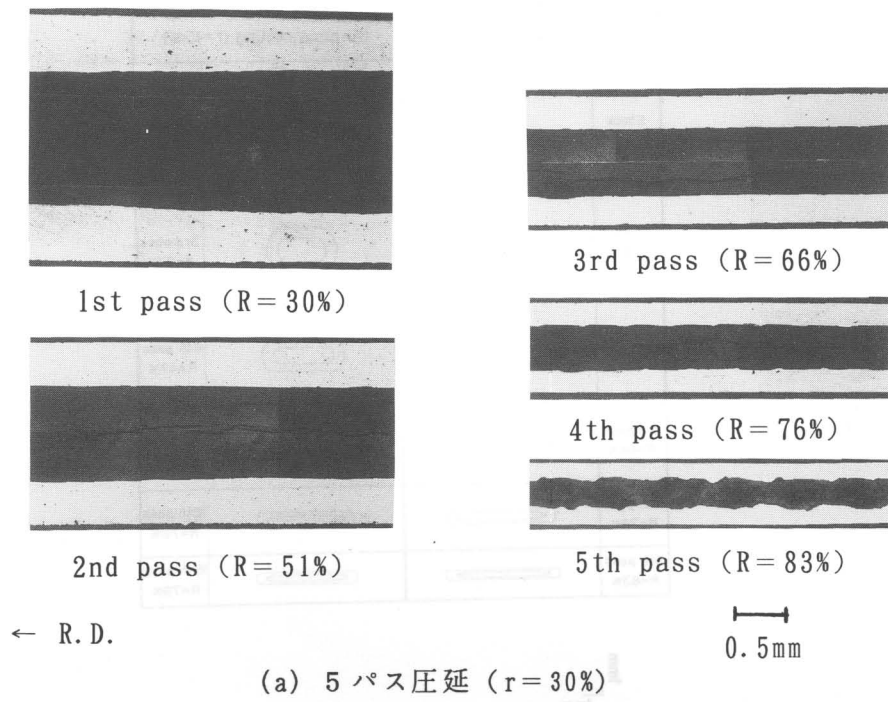 1st pass (R=30%)
2nd pass (R=51%)
3rd pass (R=66%)
4th pass (R=76%)
5th pass (R=83%)
← R.D.
0.5mm
(a) 5パス圧延 (r=30%)